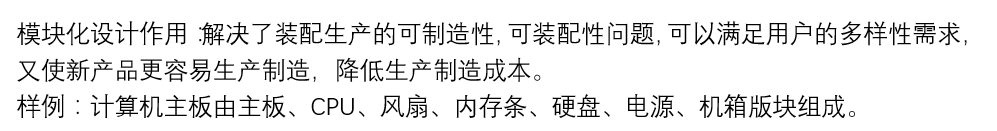 模块化设计作用 :解决了装配生产的可制造性, 可装配性问题, 可以满足用户的多样性需求,
又使新产品更容易生产制造， 降低生产制造成本。
样例：计算机主板由主板、CPU、风扇、内存条、硬盘、电源、机箱版块组成。